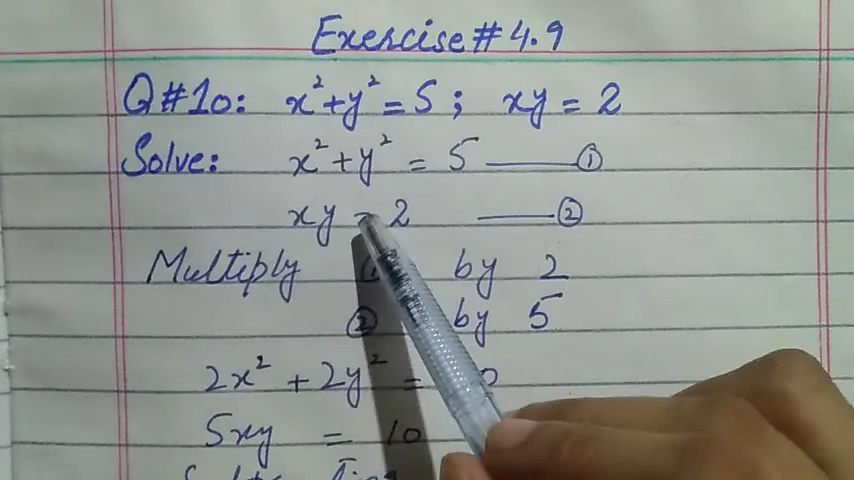 Exercise # 4.9
Q#10: x² + y² = 5 ; xy = 2
Solve: x² + y² = 5 —— ①
xy = 2 —— ②
Multiply ① by 2
② by 5
2x² + 2y² =
5xy = 10